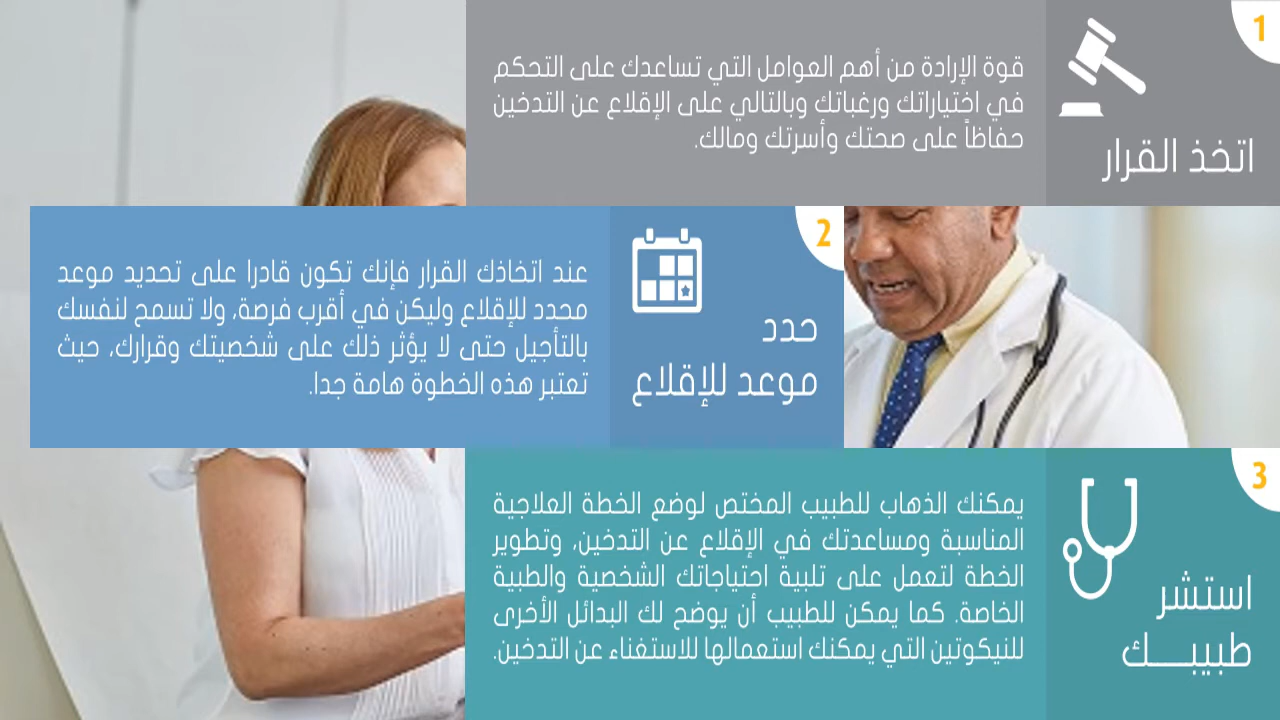 1
اتخذ القرار
قوة الإرادة من أهم العوامل التي تساعدك على التحكم
في اختياراتك ورغباتك وبالتالي على الإقلاع عن التدخين
حفاظاً على صحتك وأسرتك ومالك.
2
حدد
موعد للإقلاع
عند اتخاذك القرار فإنك تكون قادرا على تحديد موعد
محدد للإقلاع وليكن في أقرب فرصة، ولا تسمح لنفسك
بالتأجيل حتى لا يؤثر ذلك على شخصيتك وقرارك، حيث
تعتبر هذه الخطوة هامة جدا.
3
استشر
طبيبـــك
يمكنك الذهاب للطبيب المختص لوضع الخطة العلاجية
المناسبة ومساعدتك في الإقلاع عن التدخين، وتطوير
الخطة لتعمل على تلبية احتياجاتك الشخصية والطبية
الخاصة. كما يمكن للطبيب أن يوضح لك البدائل الأخرى
للنيكوتين التي يمكنك استعمالها للاستغناء عن التدخين.